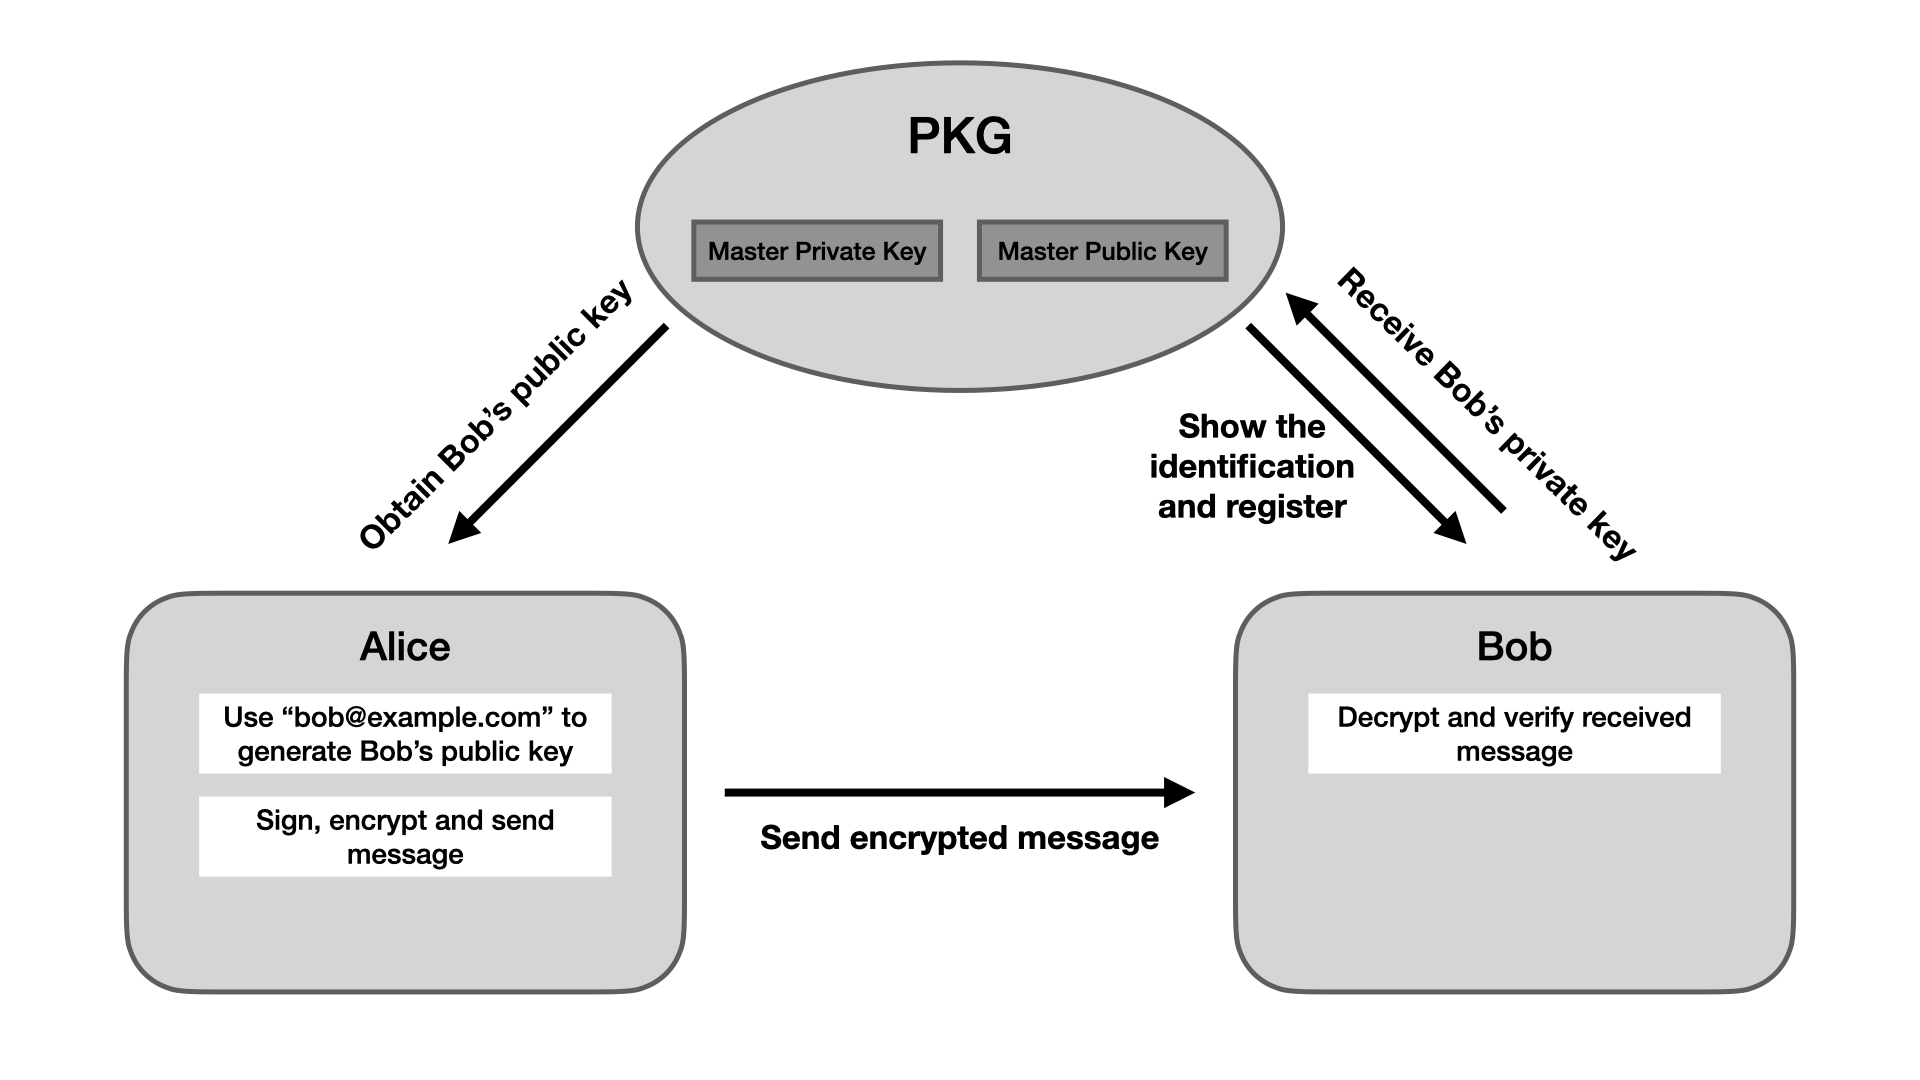 PKG
Master Private Key
Master Public Key
Obtain Bob’s public key
Receive Bob’s private key
Show the
identification
and register
Alice
Use “bob@example.com” to
generate Bob’s public key
Sign, encrypt and send
message
Send encrypted message
Bob
Decrypt and verify received
message